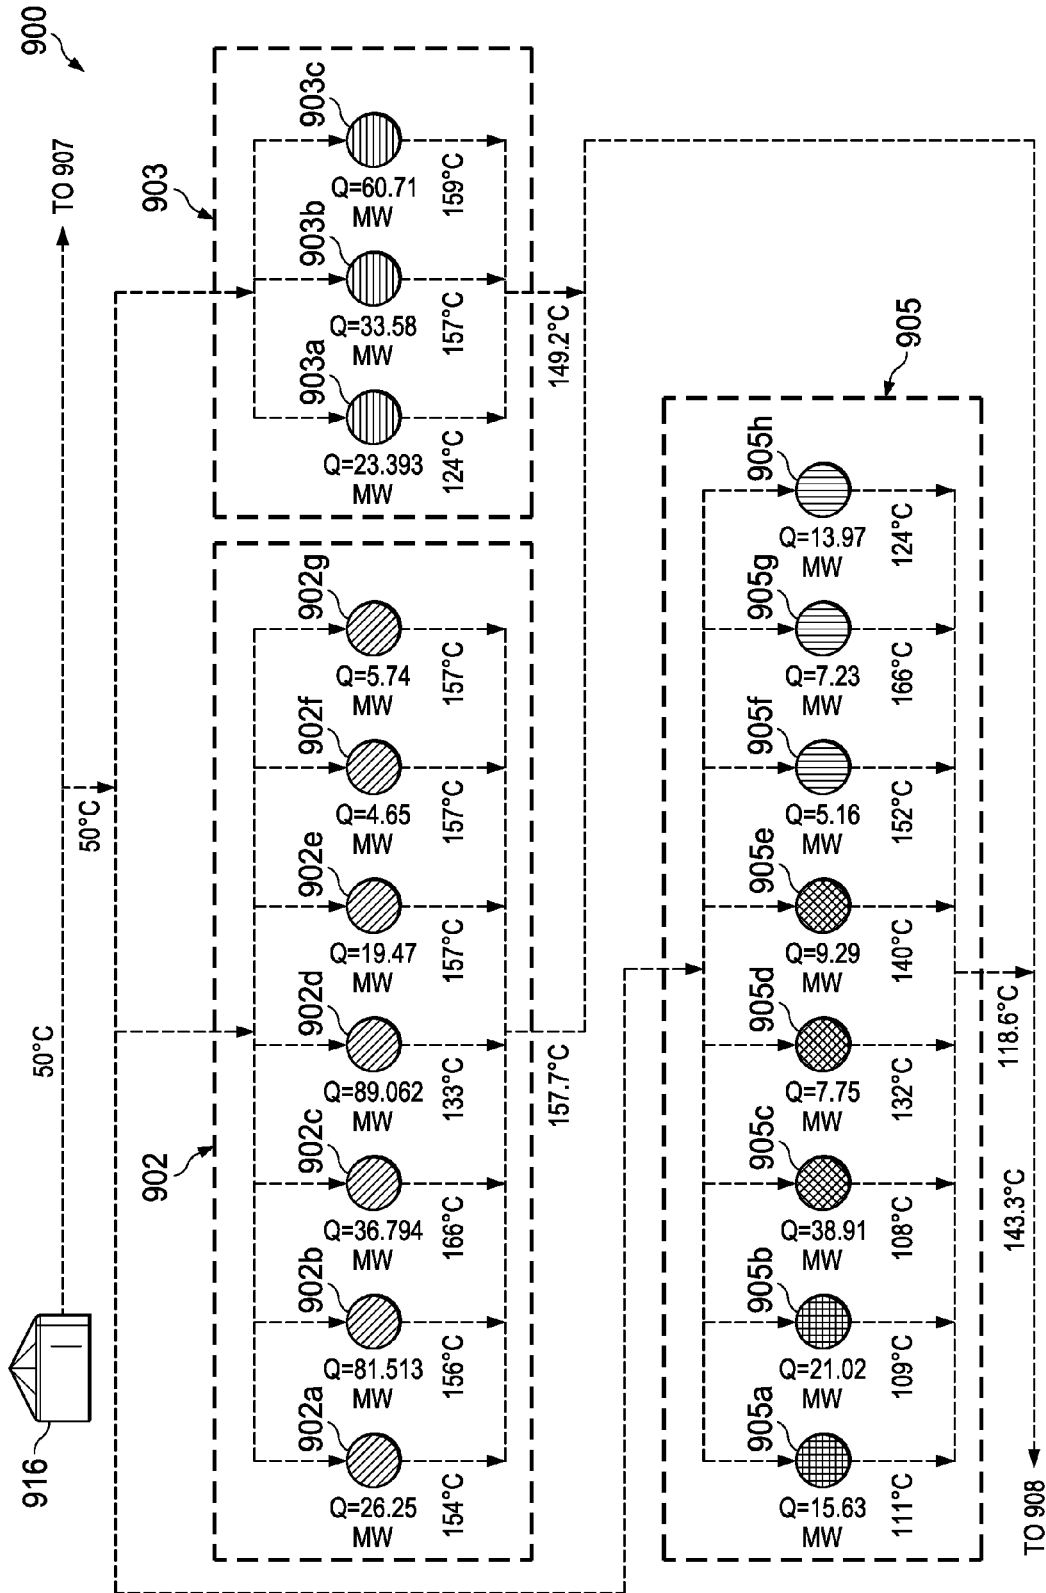 900
916
50°C
TO 907
50°C
902
903
902a
Q=26.25
MW
154°C
902b
Q=81.513
MW
156°C
902c
Q=36.794
MW
166°C
902d
Q=89.062
MW
133°C
902e
Q=19.47
MW
157°C
902f
Q=4.65
MW
157°C
902g
Q=5.74
MW
157°C
903a
Q=23.393
MW
124°C
903b
Q=33.58
MW
157°C
903c
Q=60.71
MW
159°C
157.7°C
149.2°C
905
905a
Q=15.63
MW
111°C
905b
Q=21.02
MW
109°C
905c
Q=38.91
MW
108°C
905d
Q=7.75
MW
132°C
905e
Q=9.29
MW
140°C
905f
Q=5.16
MW
152°C
905g
Q=7.23
MW
166°C
905h
Q=13.97
MW
124°C
118.6°C
143.3°C
TO 908